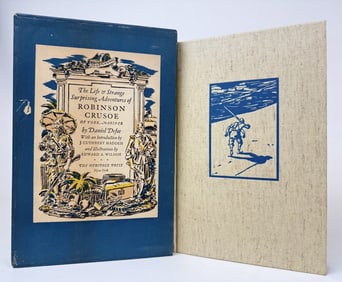 The Life & Strange
Surprising Adventures of
ROBINSON
CRUSOE
OF YORK, MARINER
by Daniel Defoe
With an Introduction by
J. CUTHBERT HADDEN
and Illustrations by
EDWARD A. WILSON
THE HERITAGE PRESS
New York